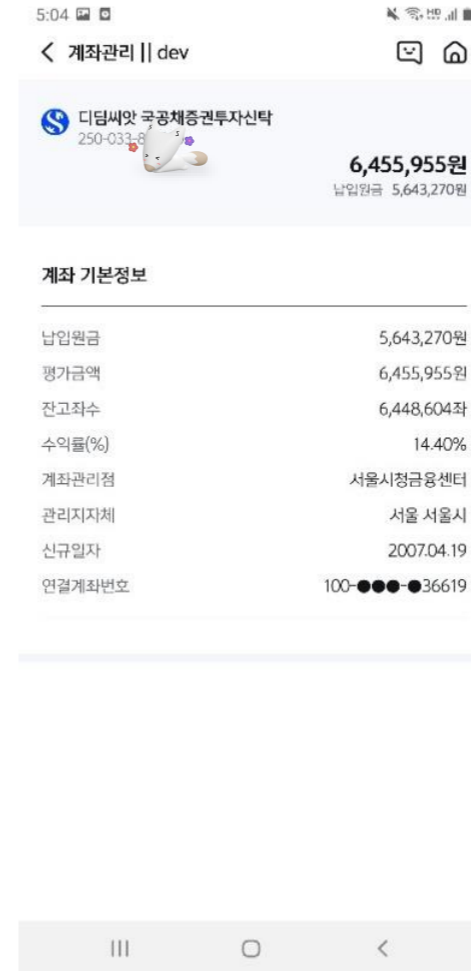 5:04
계좌관리 || dev
디딤씨앗 국공채증권투자신탁
250-033-8
6,455,955원
납입원금 5,643,270원
계좌 기본정보
납입원금 5,643,270원
평가금액 6,455,955원
잔고좌수 6,448,604좌
수익률(%) 14.40%
계좌관리점 서울시청금융센터
관리지자체 서울 서울시
신규일자 2007.04.19
연결계좌번호 100-●●●-●36619